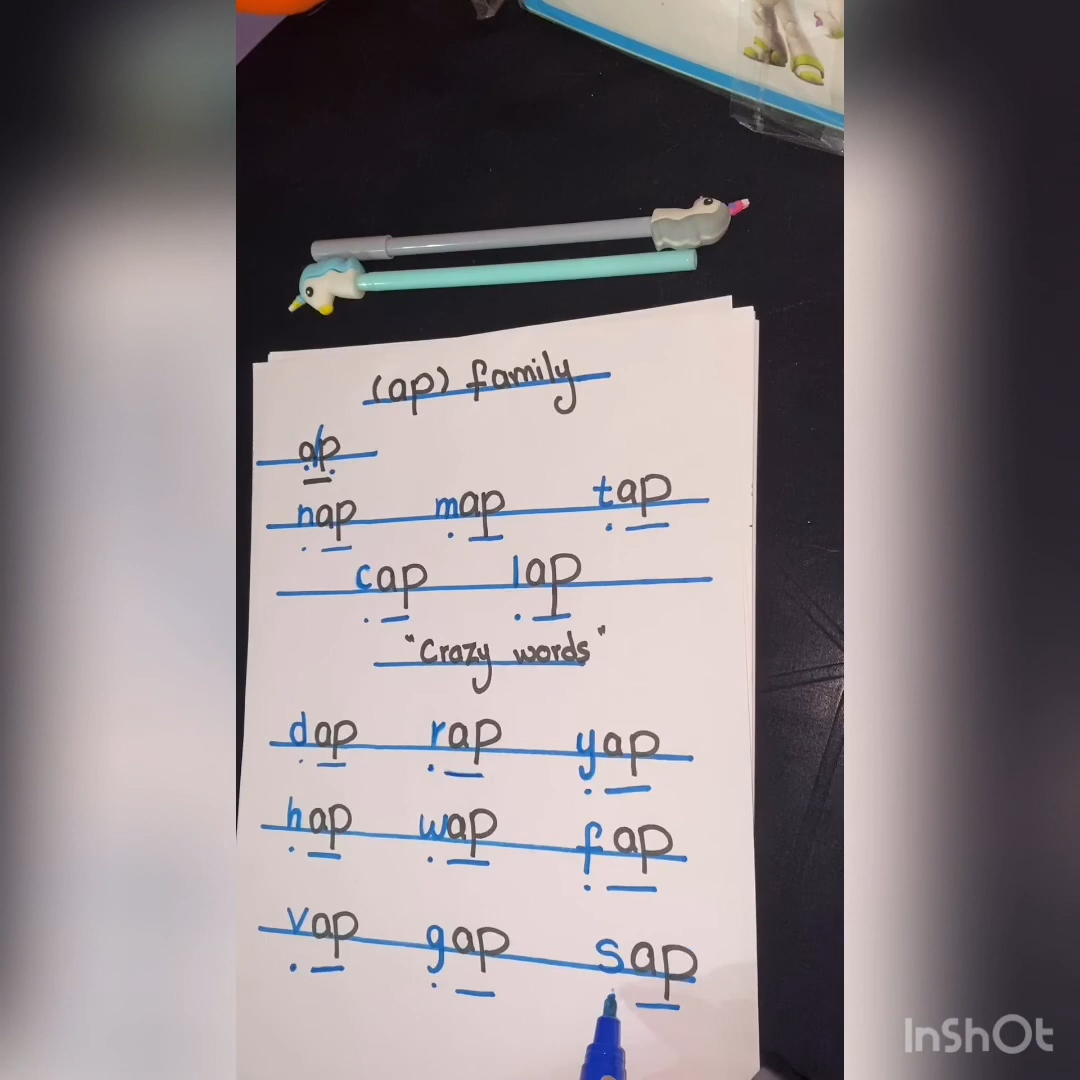 (ap) family
ap
nap map tap
cap lap
"Crazy words"
dap rap yap
hap wap fap
vap gap sap
InShOt